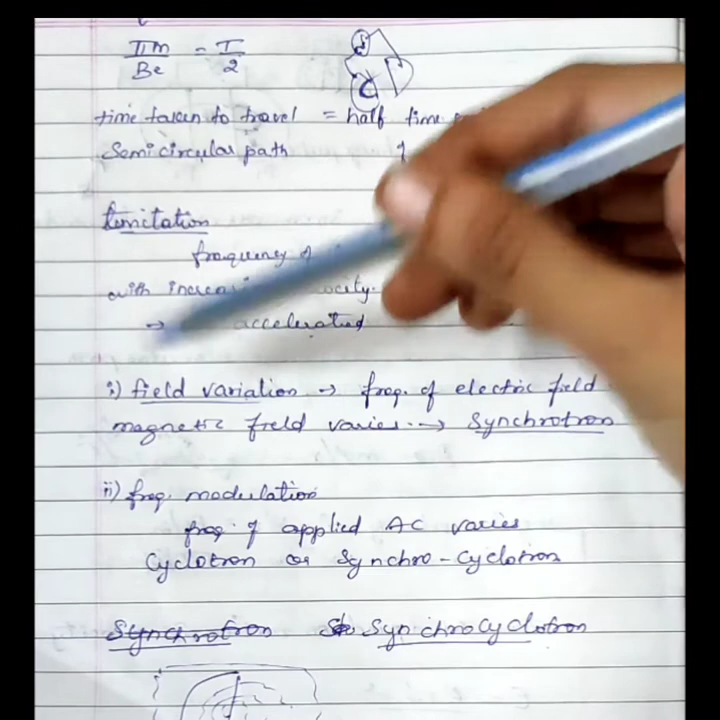 πm/Be = T/2
time taken to travel = half time
Semicircular path
limitation
frequency of
with
→ accelerated
i) field variation → freq. of electric field
magnetic field varies. → Synchrotron
ii) freq. modulation
freq. of applied AC varies
Cyclotron or Synchro-Cyclotron
Synchrotron Synchrocyclotron